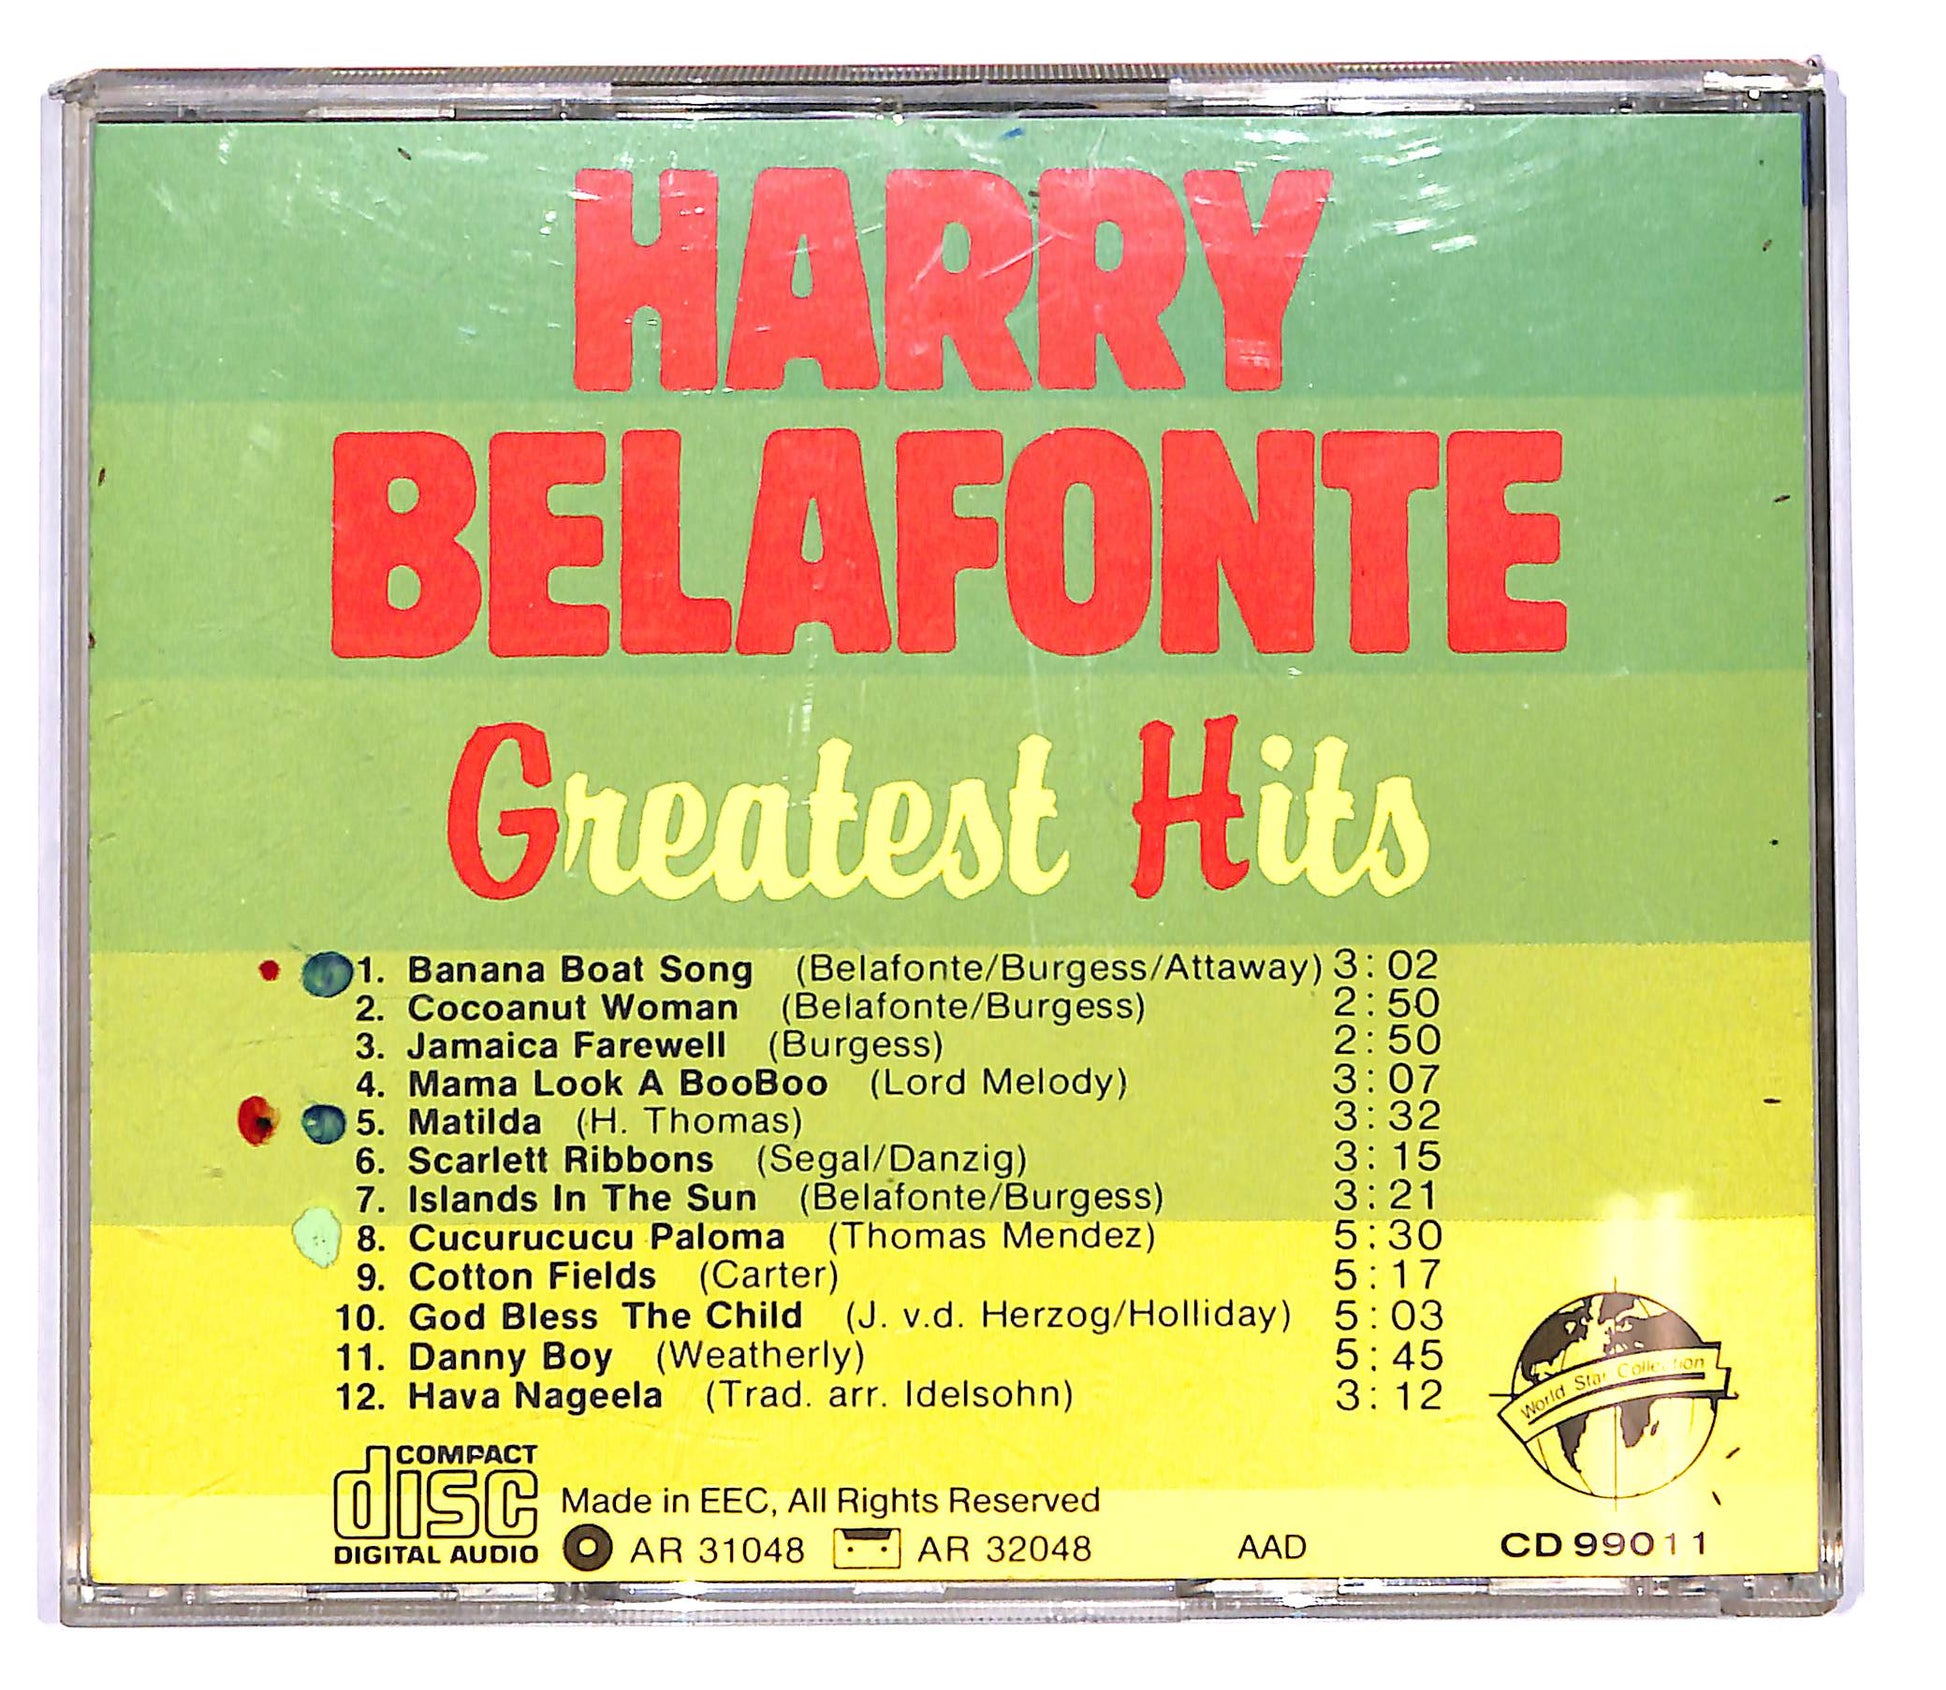 HARRY
BELAFONTE
Greatest Hits
1. Banana Boat Song (Belafonte/Burgess/Attaway) 3:02
2. Cocoanut Woman (Belafonte/Burgess) 2:50
3. Jamaica Farewell (Burgess) 2:50
4. Mama Look A BooBoo (Lord Melody) 3:07
5. Matilda (H. Thomas) 3:32
6. Scarlett Ribbons (Segal/Danzig) 3:15
7. Islands In The Sun (Belafonte/Burgess) 3:21
8. Cucurucucu Paloma (Thomas Mendez) 5:30
9. Cotton Fields (Carter) 5:17
10. God Bless The Child (J. v.d. Herzog/Holliday) 5:03
11. Danny Boy (Weatherly) 5:45
12. Hava Nageela (Trad. arr. Idelsohn) 3:12
World Star Collection
COMPACT
disc
DIGITAL AUDIO
Made in EEC, All Rights Reserved
AR 31048 AR 32048 AAD CD 99011